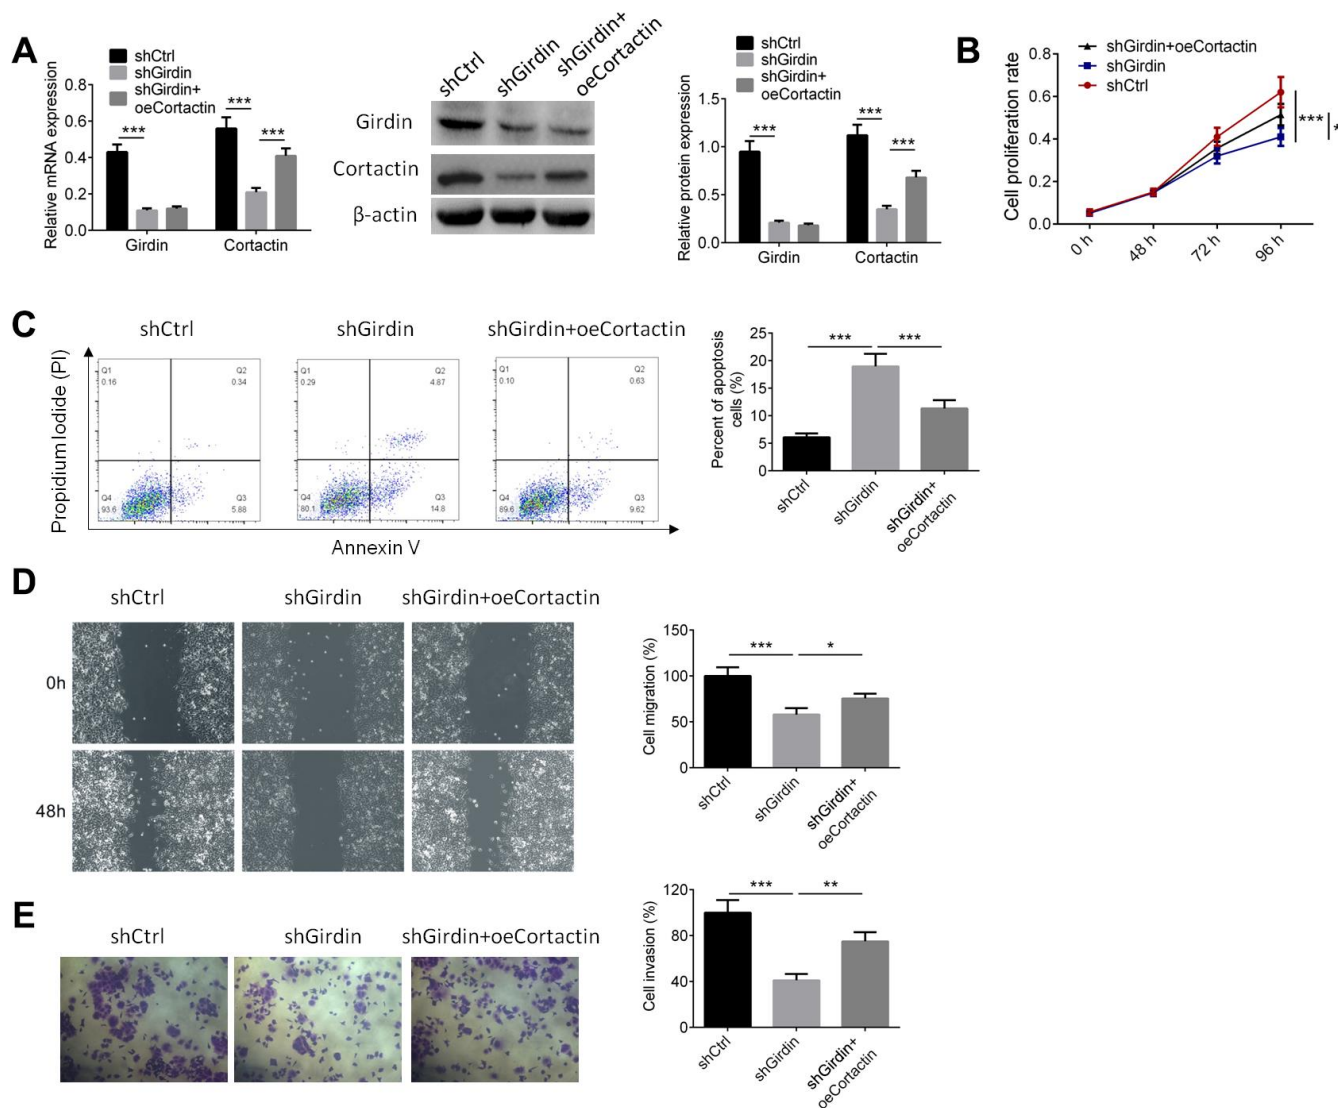 A
shCtrl
shGirdin
shGirdin+
oeCortactin
Relative mRNA expression
0.8
0.6
0.4
0.2
0.0
***
***
***
Girdin
Cortactin
shCtrl
shGirdin
shGirdin+
oeCortactin
Girdin
Cortactin
β-actin
shCtrl
shGirdin
shGirdin+
oeCortactin
Relative protein expression
1.5
1.0
0.5
0.0
***
***
***
Girdin
Cortactin
B
shGirdin+oeCortactin
shGirdin
shCtrl
Cell proliferation rate
0.8
0.6
0.4
0.2
0.0
***
*
0 h
48 h
72 h
96 h
C
shCtrl
shGirdin
shGirdin+oeCortactin
Propidium Iodide (PI)
Q1
0.16
Q2
0.34
Q4
93.6
Q3
5.88
Q1
0.29
Q2
4.87
Q4
80.1
Q3
14.8
Q1
0.10
Q2
0.63
Q4
89.6
Q3
9.62
Annexin V
Percent of apoptosis
cells (%)
25
20
15
10
5
0
***
***
shCtrl
shGirdin
shGirdin+
oeCortactin
D
shCtrl
shGirdin
shGirdin+oeCortactin
0h
48h
Cell migration (%)
150
100
50
0
***
*
shCtrl
shGirdin
shGirdin+
oeCortactin
E
shCtrl
shGirdin
shGirdin+oeCortactin
Cell invasion (%)
120
80
40
0
***
**
shCtrl
shGirdin
shGirdin+
oeCortactin